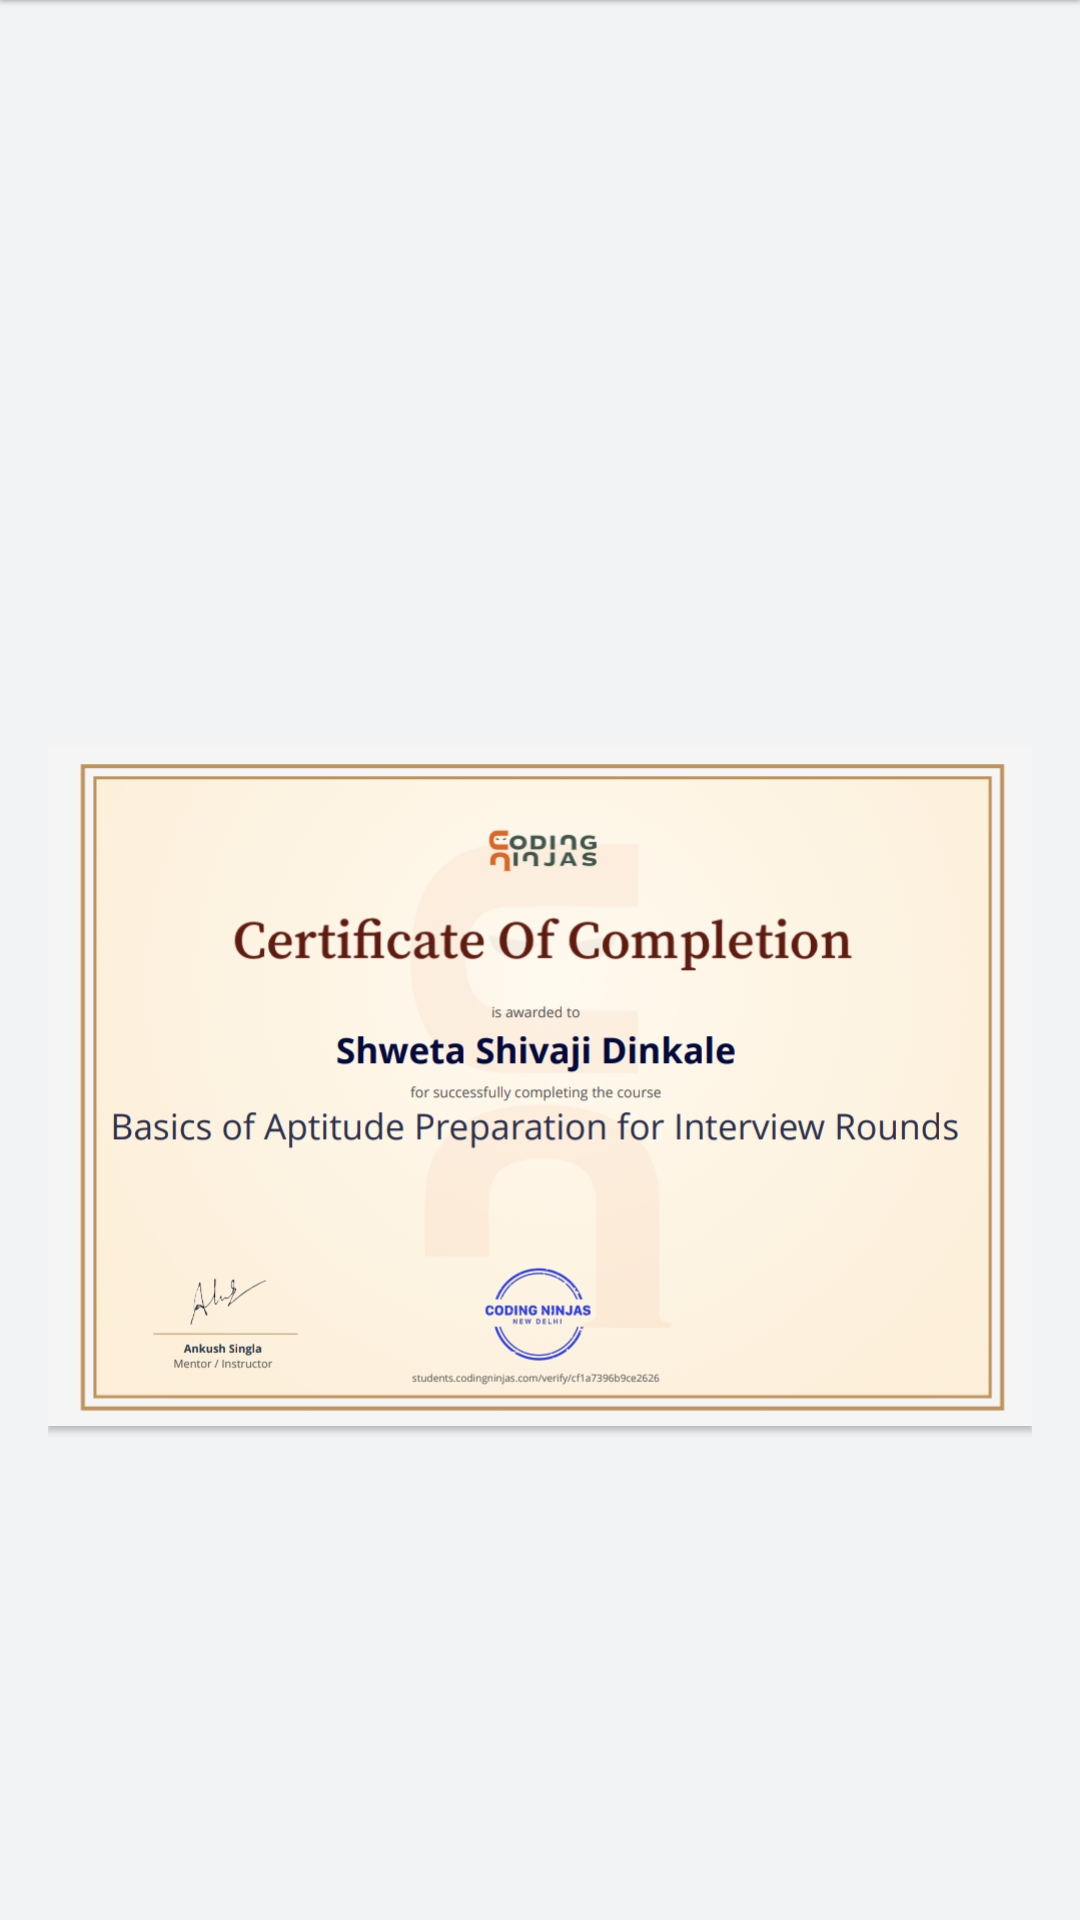 CODING
NINJAS
Certificate Of Completion
is awarded to
Shweta Shivaji Dinkale
for successfully completing the course
Basics of Aptitude Preparation for Interview Rounds
CODING NINJAS
NEW DELHI
Ankush Singla
Mentor / Instructor
students.codingninjas.com/verify/cf1a7396b9ce2626